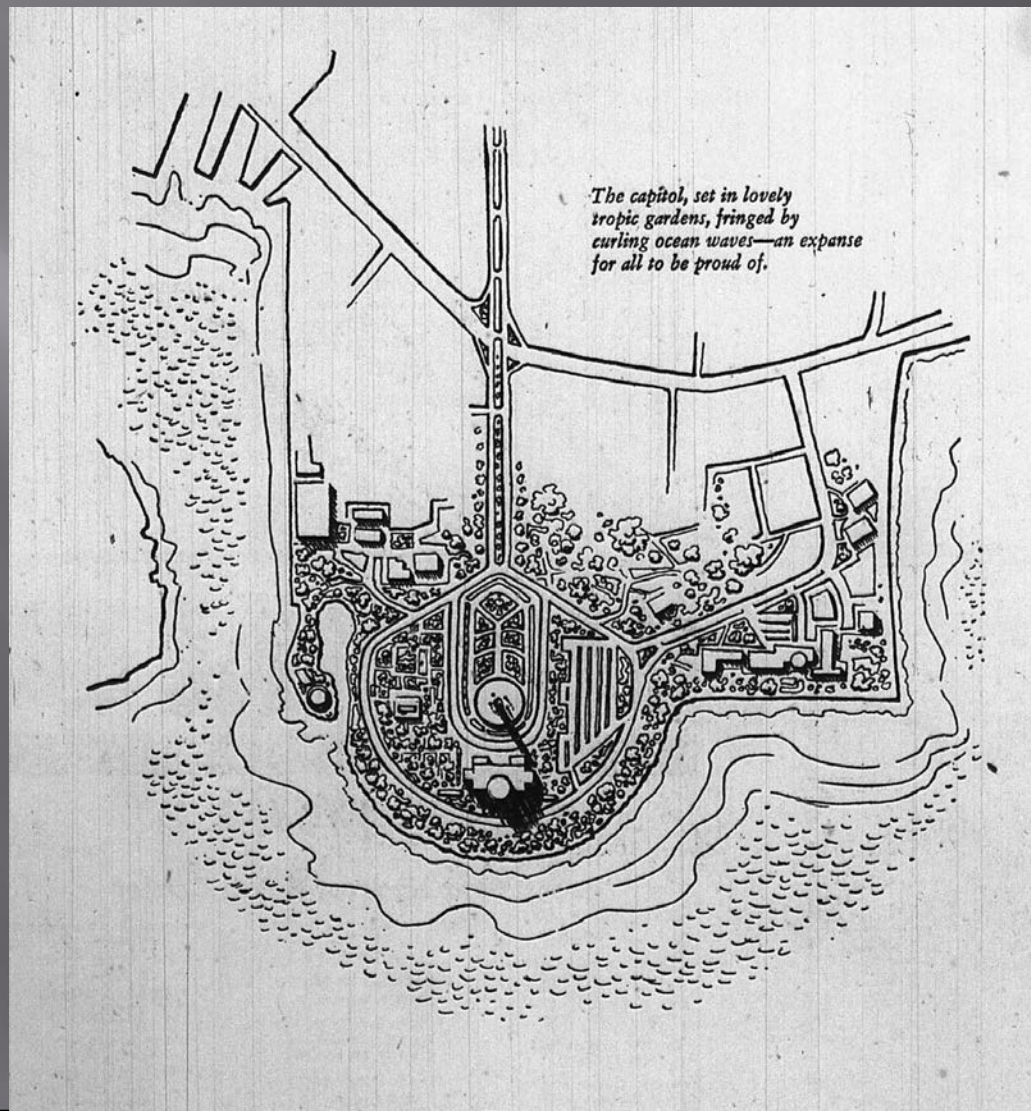 The capitol, set in lovely
tropic gardens, fringed by
curling ocean waves—an expanse
for all to be proud of.